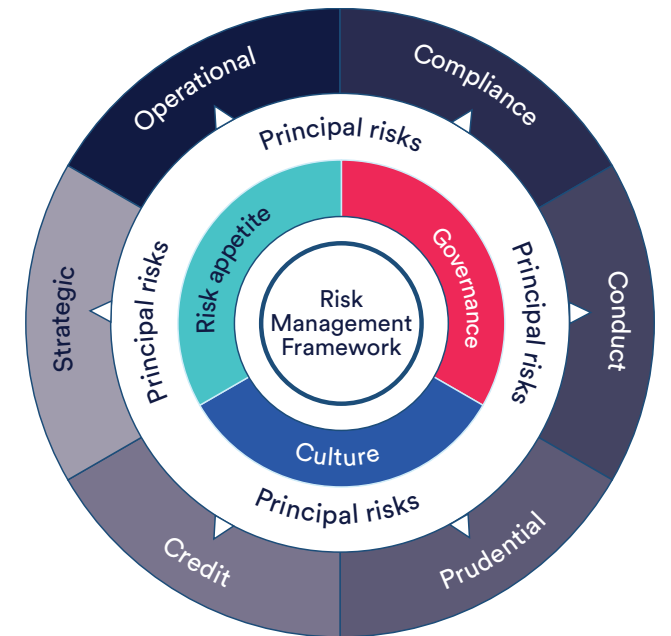 Operational
Compliance
Principal risks
Strategic
Principal risks
Risk appetite
Governance
Principal risks
Conduct
Risk
Management
Framework
Culture
Principal risks
Credit
Prudential